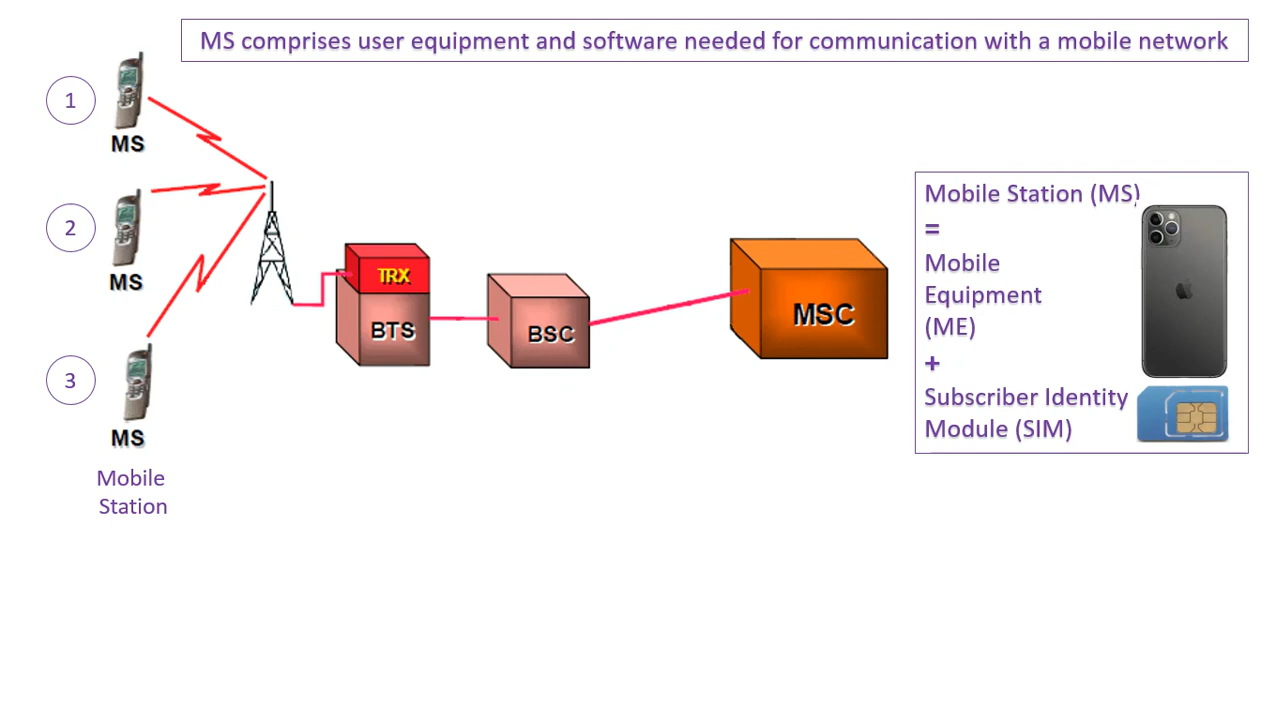 MS comprises user equipment and software needed for communication with a mobile network
1
MS
2
MS
3
MS
Mobile
Station
TRX
BTS
BSC
MSC
Mobile Station (MS)
=
Mobile
Equipment
(ME)
+
Subscriber Identity
Module (SIM)